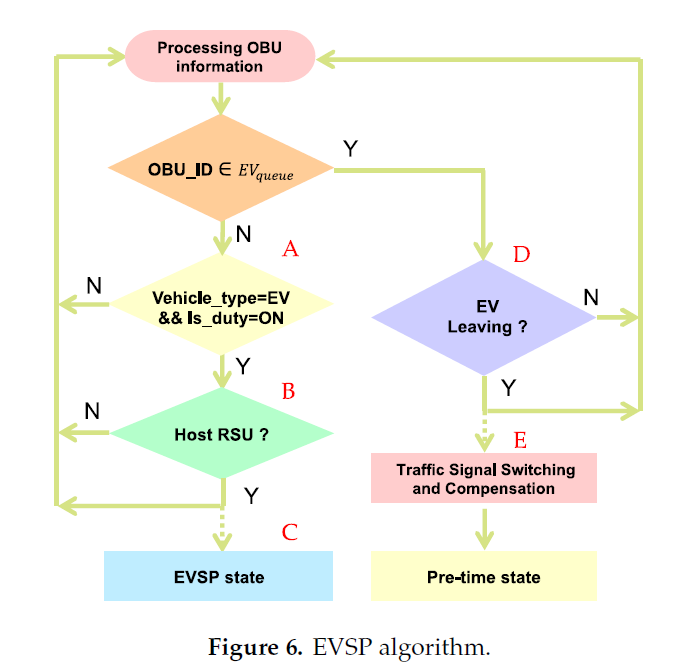 Processing OBU
information
OBU_ID ∈ EVqueue
Y
N
A
D
N
Vehicle_type=EV
&& Is_duty=ON
EV
Leaving ?
N
Y
Y
B
N
Host RSU ?
E
Y
Traffic Signal Switching
and Compensation
C
EVSP state
Pre-time state
Figure 6. EVSP algorithm.